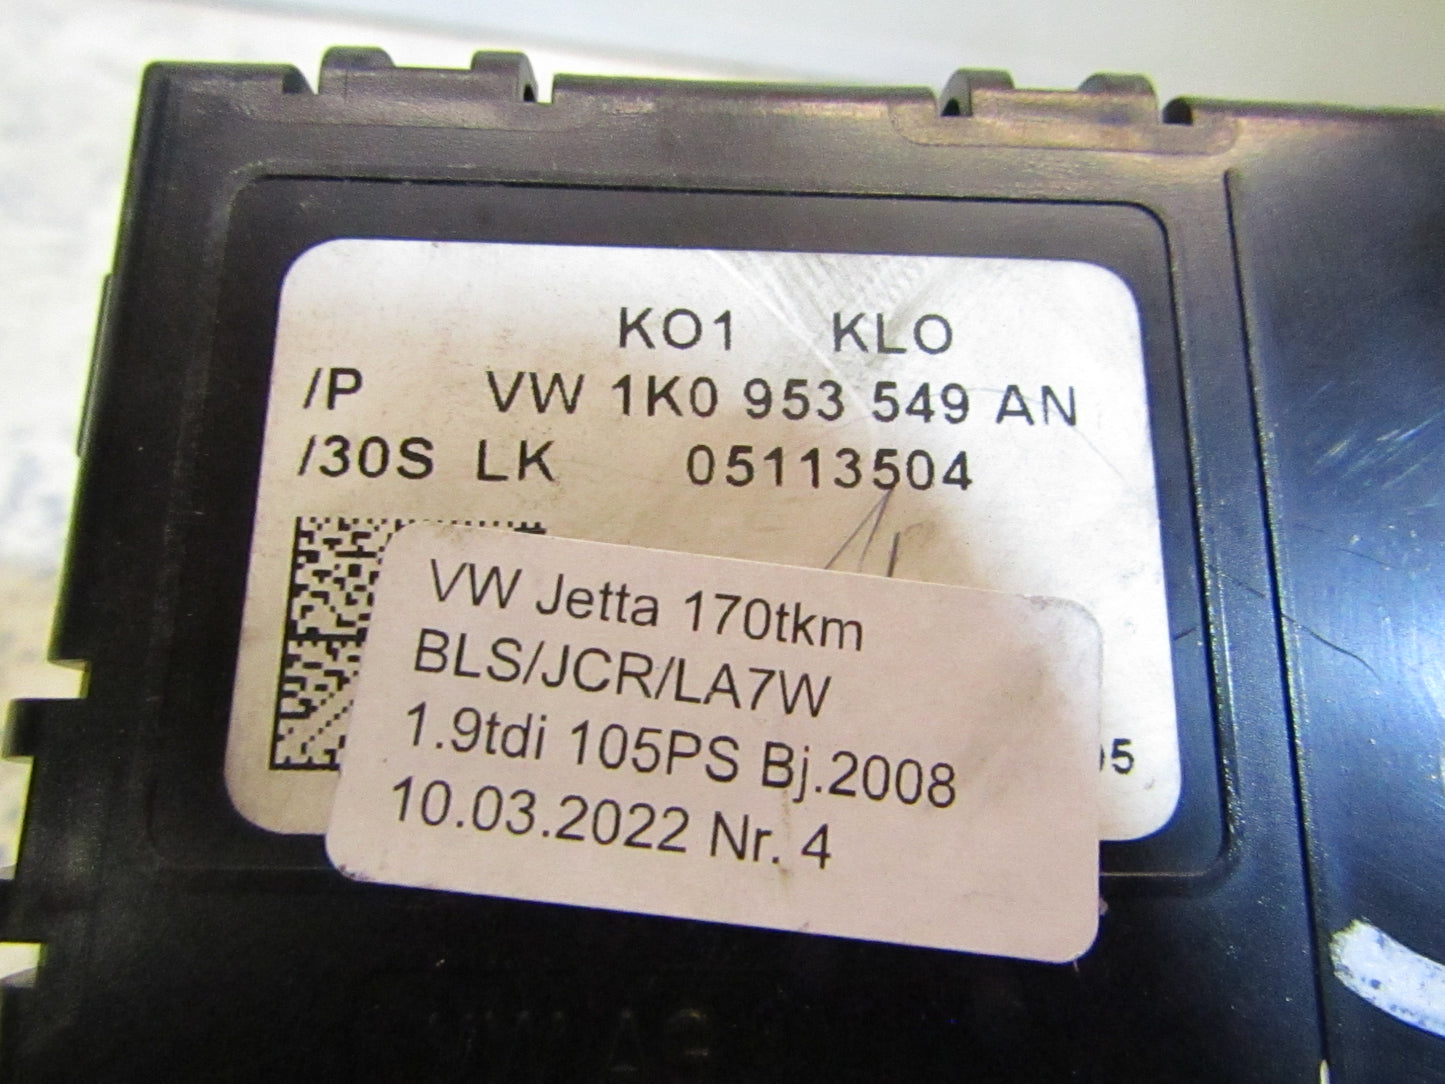 KO1 KLO
/P VW 1K0 953 549 AN
/30S LK 05113504
VW Jetta 170tkm
BLS/JCR/LA7W
1.9tdi 105PS Bj.2008
10.03.2022 Nr. 4